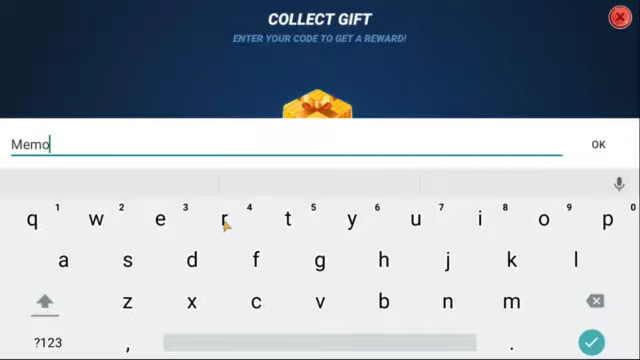 COLLECT GIFT
ENTER YOUR CODE TO GET A REWARD!
Memo
OK
q 1 w 2 e 3 r 4 t 5 y 6 u 7 i 8 o 9 p 0
a s d f g h j k l
z x c v b n m
?123 , .